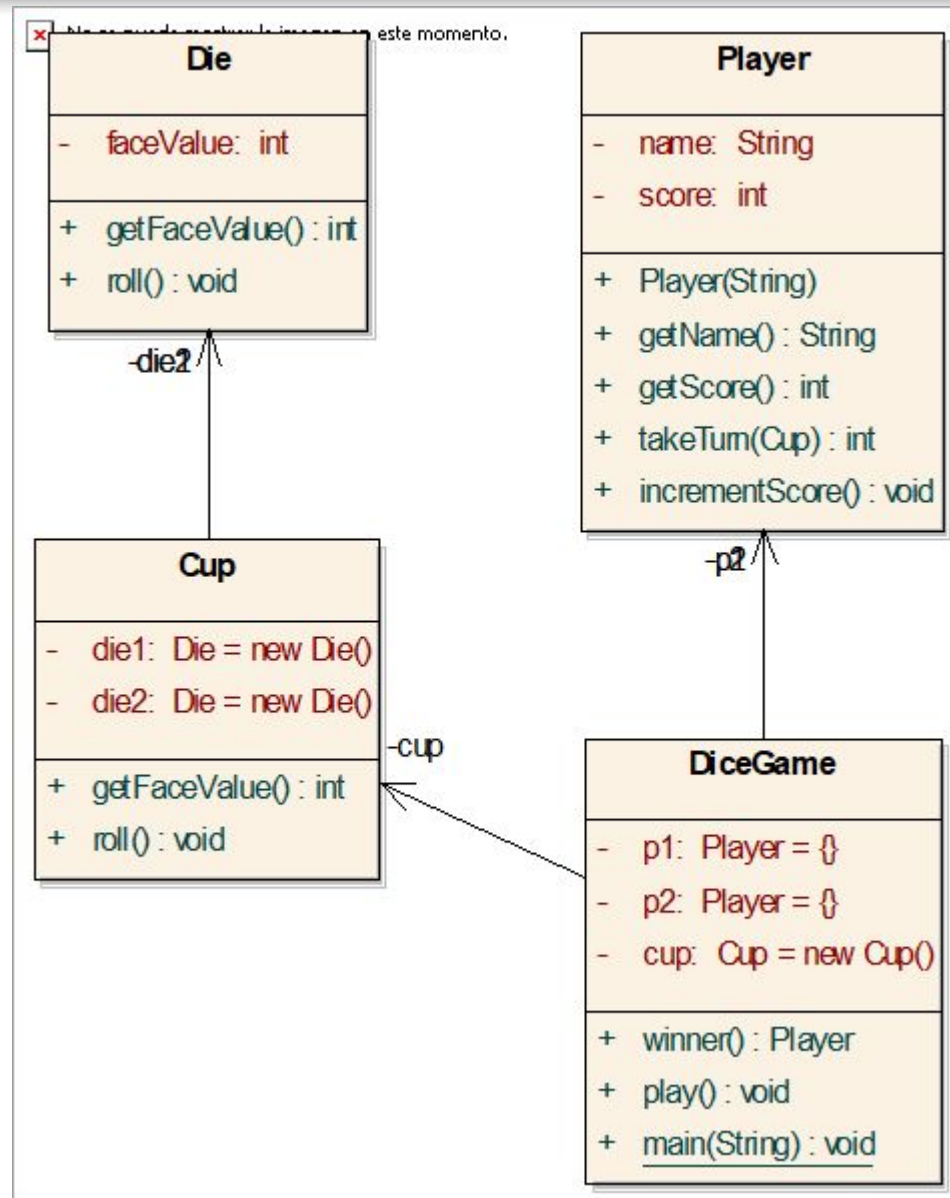 este momento.
Die
- faceValue: int
+ getFaceValue() : int
+ roll() : void
Player
- name: String
- score: int
+ Player(String)
+ getName() : String
+ getScore() : int
+ takeTurn(Cup) : int
+ incrementScore() : void
Cup
- die1: Die = new Die()
- die2: Die = new Die()
+ getFaceValue() : int
+ roll() : void
-cup
DiceGame
- p1: Player = {}
- p2: Player = {}
- cup: Cup = new Cup()
+ winner() : Player
+ play() : void
+ main(String) : void